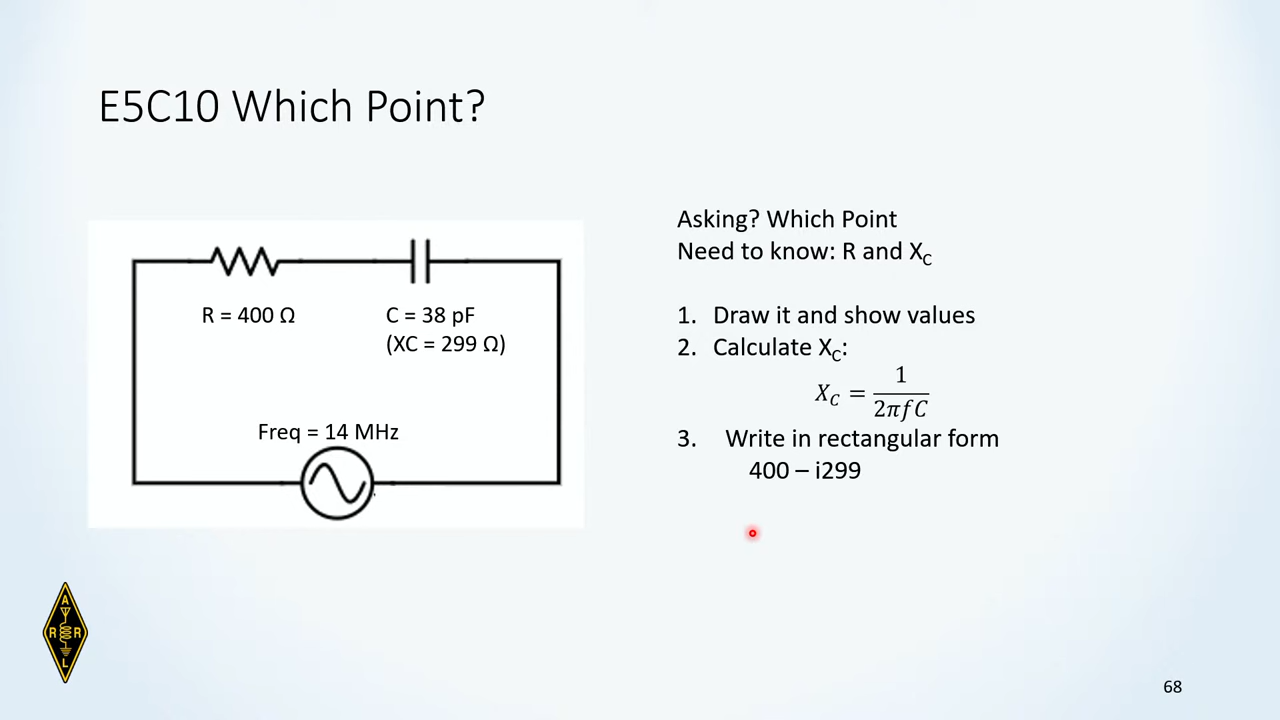 E5C10 Which Point?
R = 400 Ω
C = 38 pF
(XC = 299 Ω)
Freq = 14 MHz
Asking? Which Point
Need to know: R and X_C
1. Draw it and show values
2. Calculate X_C:
X_C = 1 / 2πfC
3. Write in rectangular form
400 – i299
A
R R
L
68